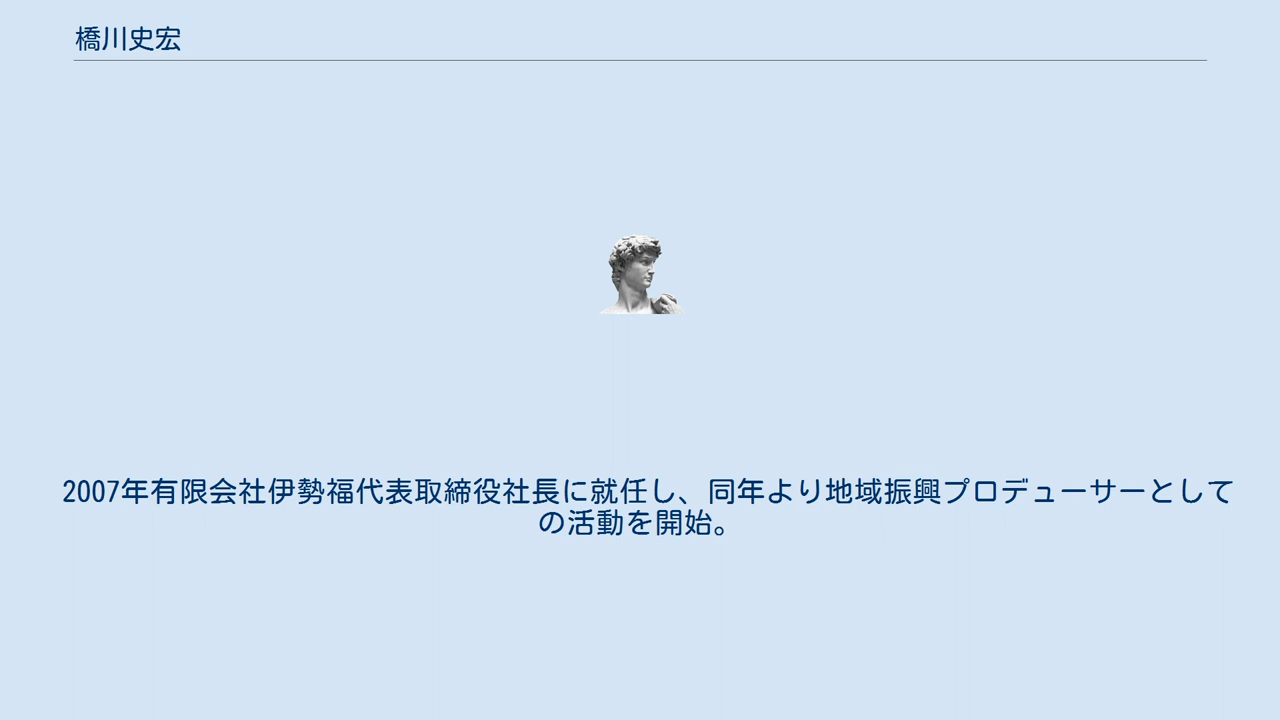 橋川史宏
2007年有限会社伊勢福代表取締役社長に就任し、同年より地域振興プロデューサーとして
の活動を開始。